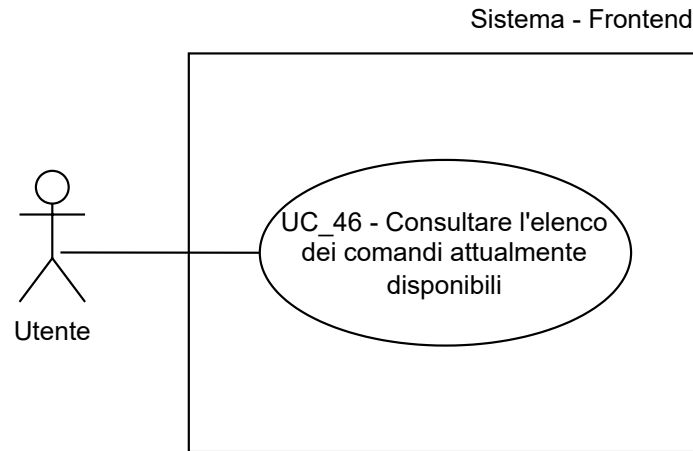 Sistema - Frontend
UC_46 - Consultare l'elenco
dei comandi attualmente
disponibili
Utente